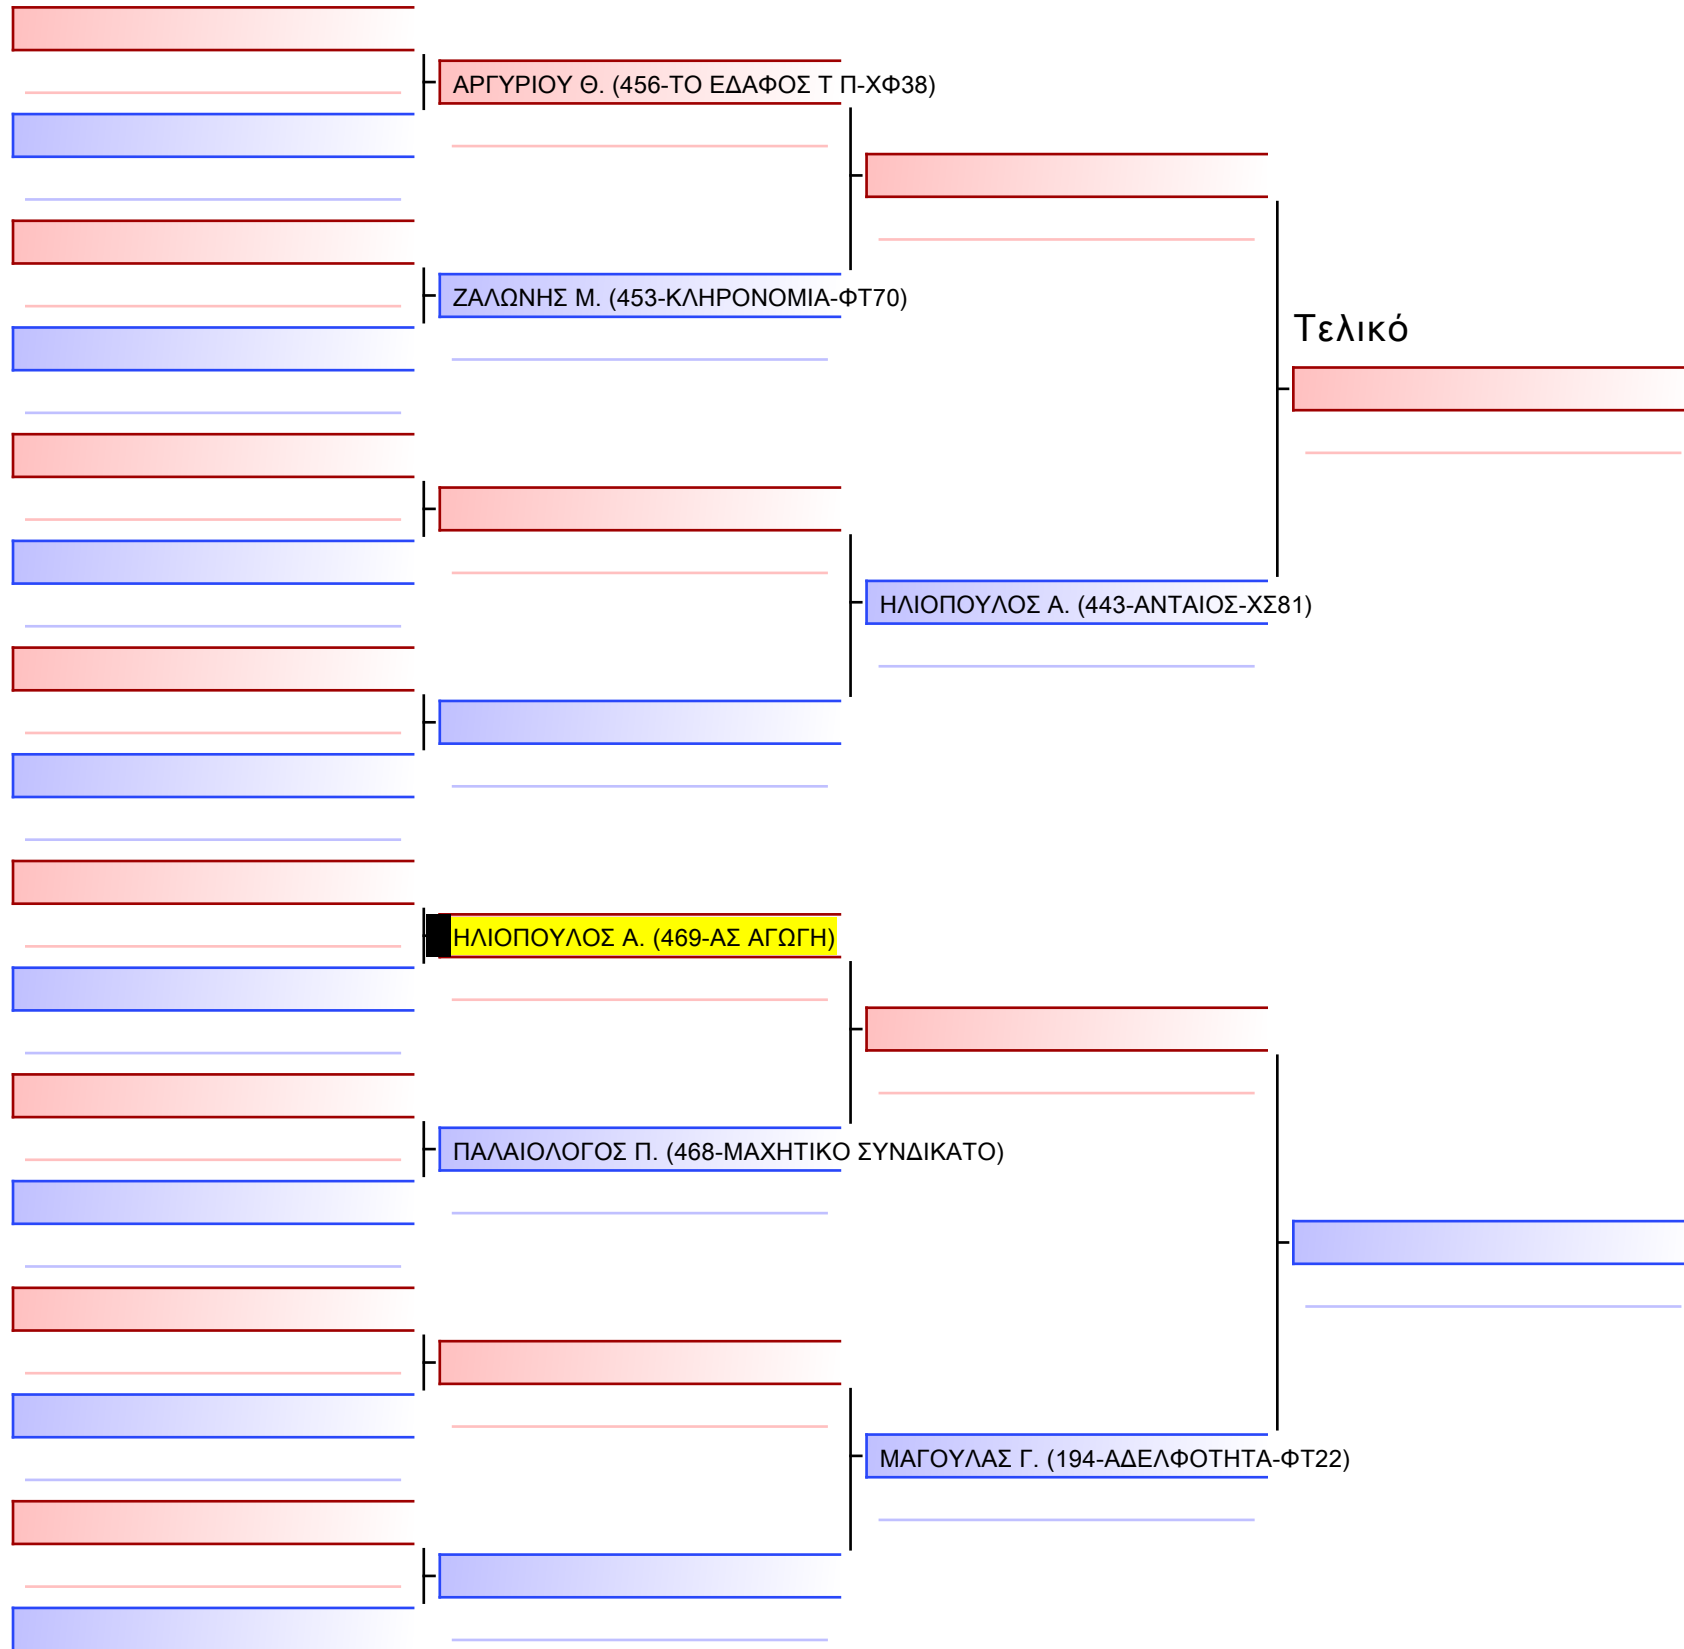 ΑΡΓΥΡΙΟΥ Θ. (456-ΤΟ ΕΔΑΦΟΣ Τ Π-ΧΦ38)
ΖΑΛΩΝΗΣ Μ. (453-ΚΛΗΡΟΝΟΜΙΑ-ΦΤ70)
Τελικό
ΗΛΙΟΠΟΥΛΟΣ Α. (443-ΑΝΤΑΙΟΣ-ΧΣ81)
ΗΛΙΟΠΟΥΛΟΣ Α. (469-ΑΣ ΑΓΩΓΗ)
ΠΑΛΑΙΟΛΟΓΟΣ Π. (468-ΜΑΧΗΤΙΚΟ ΣΥΝΔΙΚΑΤΟ)
ΜΑΓΟΥΛΑΣ Γ. (194-ΑΔΕΛΦΟΤΗΤΑ-ΦΤ22)